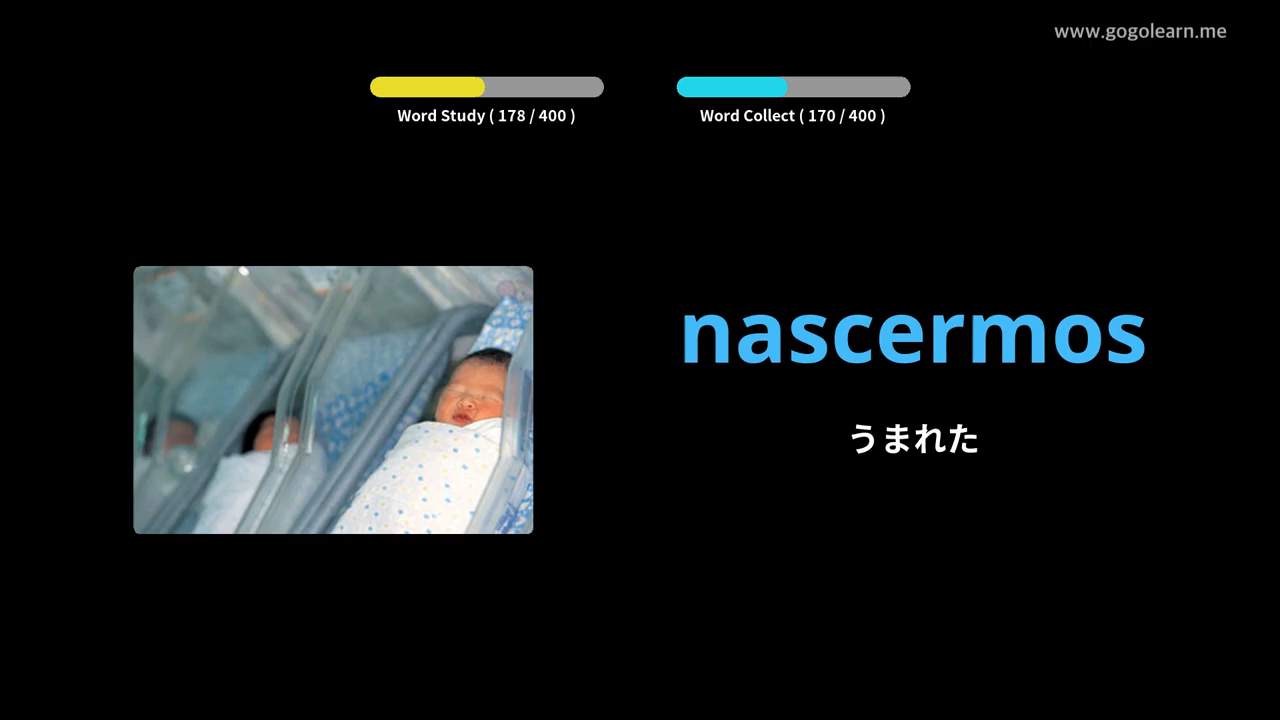 www.gogolearn.me
Word Study ( 178 / 400 )
Word Collect ( 170 / 400 )
nascermos
うまれた